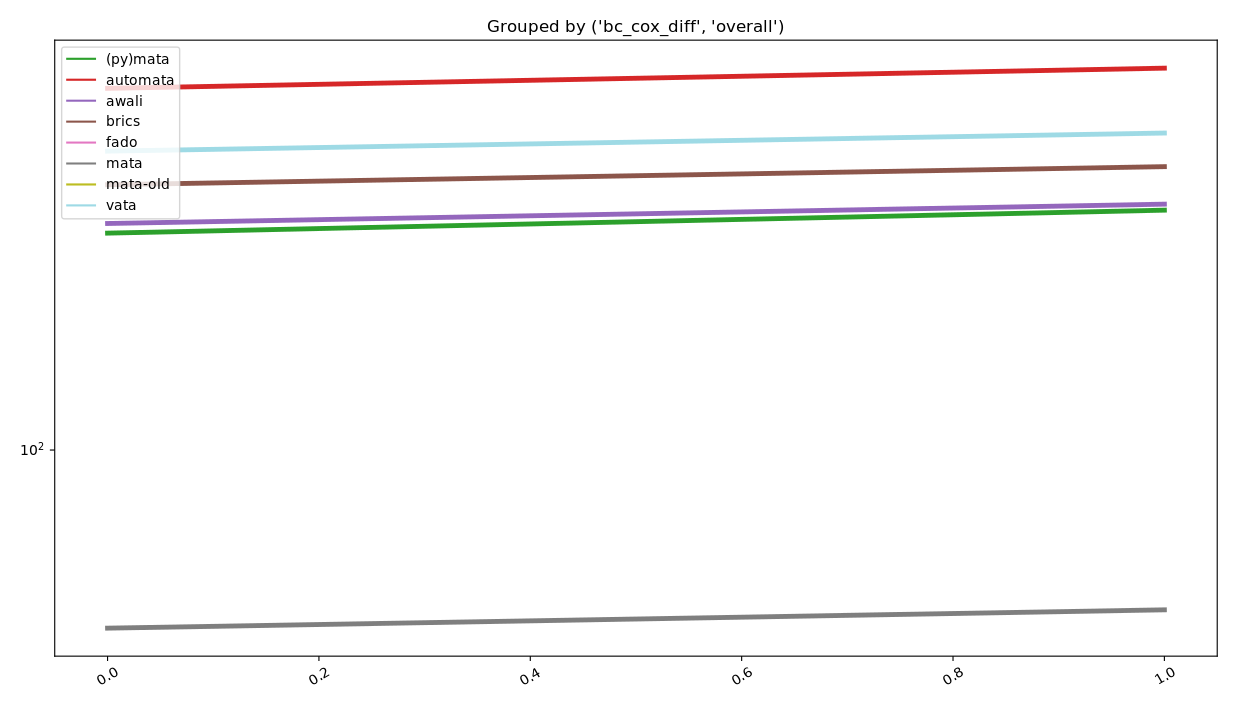 Grouped by ('bc_cox_diff', 'overall')
(py)mata
automata
awali
brics
fado
mata
mata-old
vata
10²
0.0
0.2
0.4
0.6
0.8
1.0